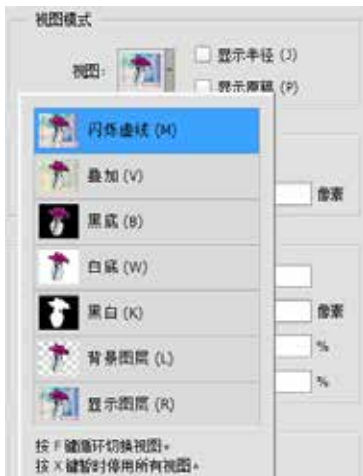 视图模式
视图:
显示半径 (J)
显示原稿 (P)
闪烁虚线 (M)
叠加 (V)
像素
黑底 (B)
白底 (W)
黑白 (K)
像素
%
背景图层 (L)
%
显示图层 (R)
按 F 键循环切换视图。
按 X 键暂时停用所有视图。